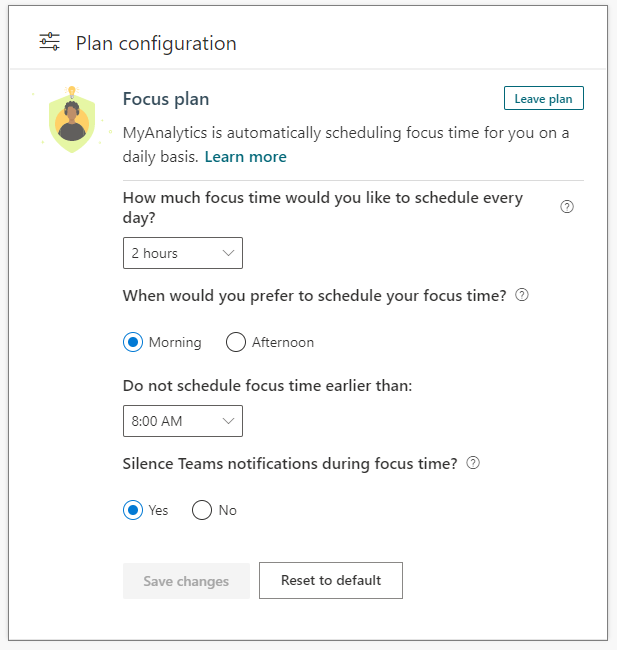 Plan configuration
Focus plan
Leave plan
MyAnalytics is automatically scheduling focus time for you on a
daily basis. Learn more
How much focus time would you like to schedule every
day?
2 hours
When would you prefer to schedule your focus time?
Morning
Afternoon
Do not schedule focus time earlier than:
8:00 AM
Silence Teams notifications during focus time?
Yes
No
Save changes
Reset to default